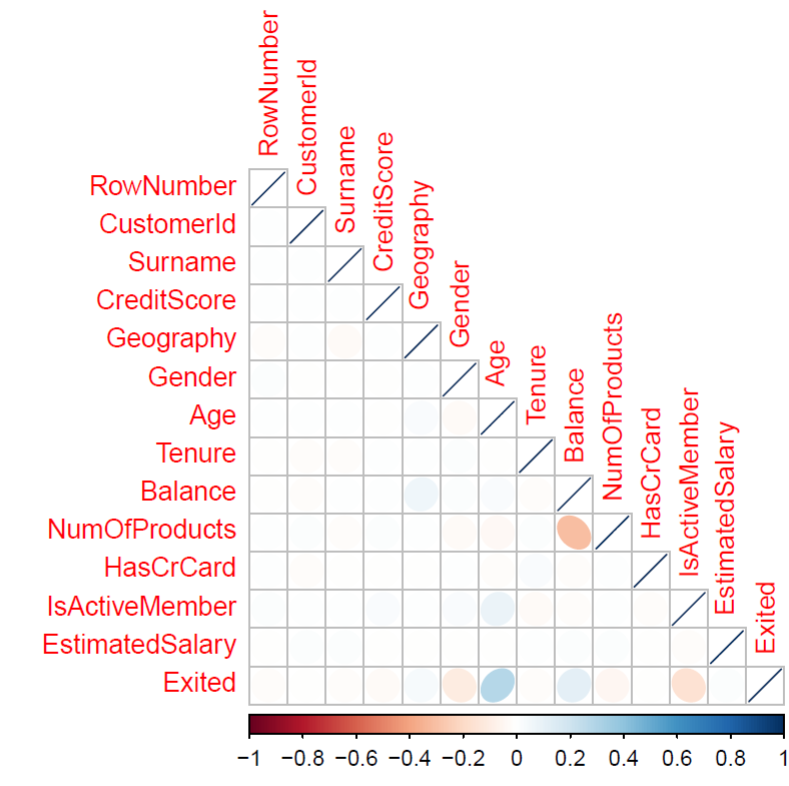 RowNumber
CustomerId
Surname
CreditScore
Geography
Gender
Age
Tenure
Balance
NumOfProducts
HasCrCard
IsActiveMember
EstimatedSalary
Exited
RowNumber
CustomerId
Surname
CreditScore
Geography
Gender
Age
Tenure
Balance
NumOfProducts
HasCrCard
IsActiveMember
EstimatedSalary
Exited
−1 −0.8 −0.6 −0.4 −0.2 0 0.2 0.4 0.6 0.8 1